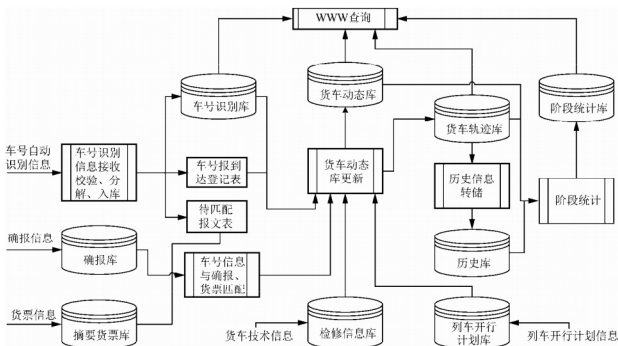 WWW查询
车号识别库
货车动态库
货车轨迹库
阶段统计库
车号自动
识别信息
车号识别
信息接收
校验、分
解、入库
车号报到
达登记表
货车动态
库更新
历史信息
转储
阶段统计
待匹配
报文表
确报信息
确报库
车号信息
与确报、
货票匹配
历史库
货票信息
摘要货票库
货车技术信息
检修信息库
列车开行
计划库
列车开行计划信息